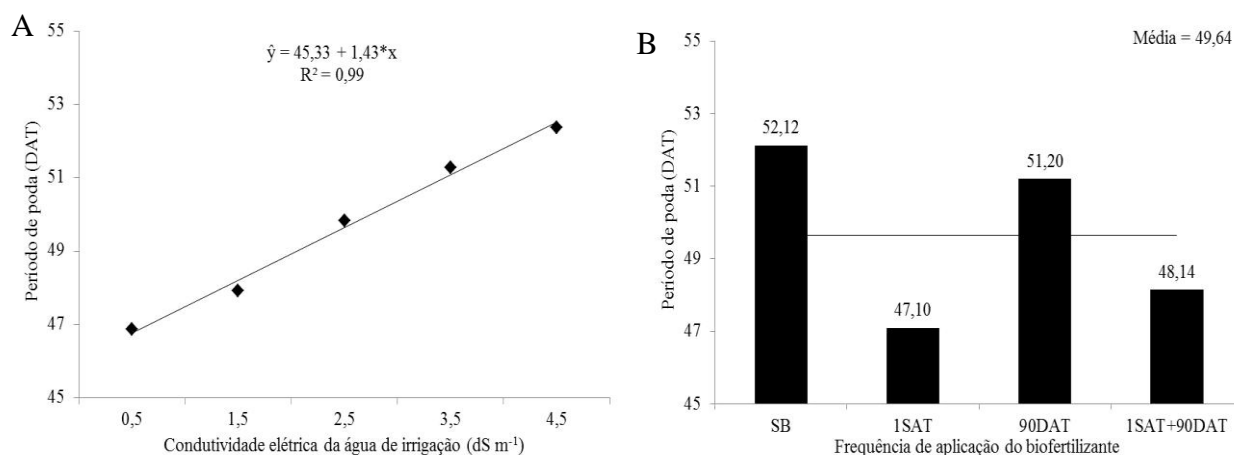 A
ŷ = 45,33 + 1,43*x
R² = 0,99
Período de poda (DAT)
55
53
51
49
47
45
0,5 1,5 2,5 3,5 4,5
Condutividade elétrica da água de irrigação (dS m⁻¹)
B
Média = 49,64
Período de poda (DAT)
55
53
51
49
47
45
52,12
47,10
51,20
48,14
SB 1SAT 90DAT 1SAT+90DAT
Frequência de aplicação do biofertilizante